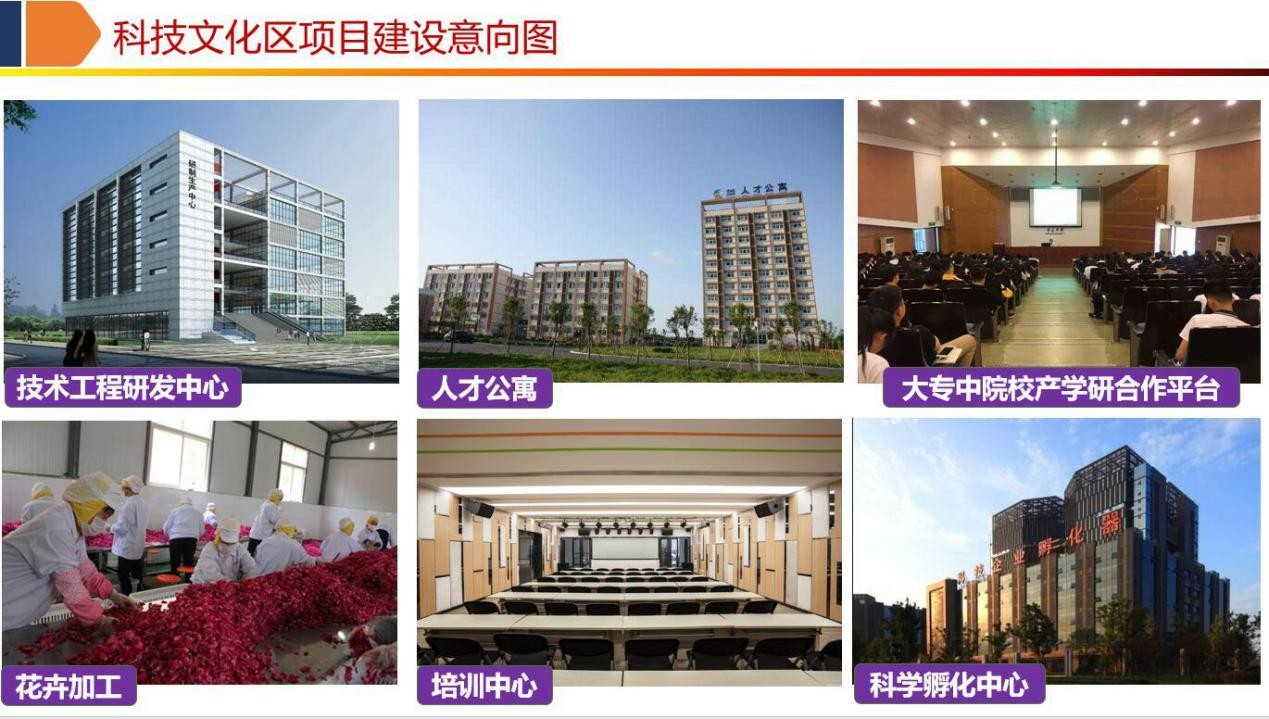 科技文化区项目建设意向图
研制生产中心
人才公寓
技术工程研发中心
人才公寓
大专中院校产学研合作平台
科技企业孵化器
花卉加工
培训中心
科学孵化中心